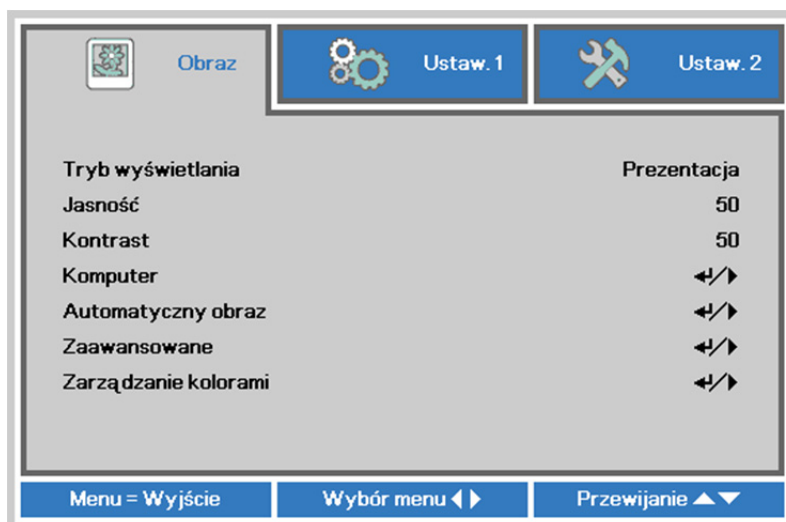 Obraz Ustaw. 1 Ustaw. 2
Tryb wyświetlania Prezentacja
Jasność 50
Kontrast 50
Komputer ↵/▶
Automatyczny obraz ↵/▶
Zaawansowane ↵/▶
Zarządzanie kolorami ↵/▶
Menu = Wyjście Wybór menu ◀▶ Przewijanie ▲▼